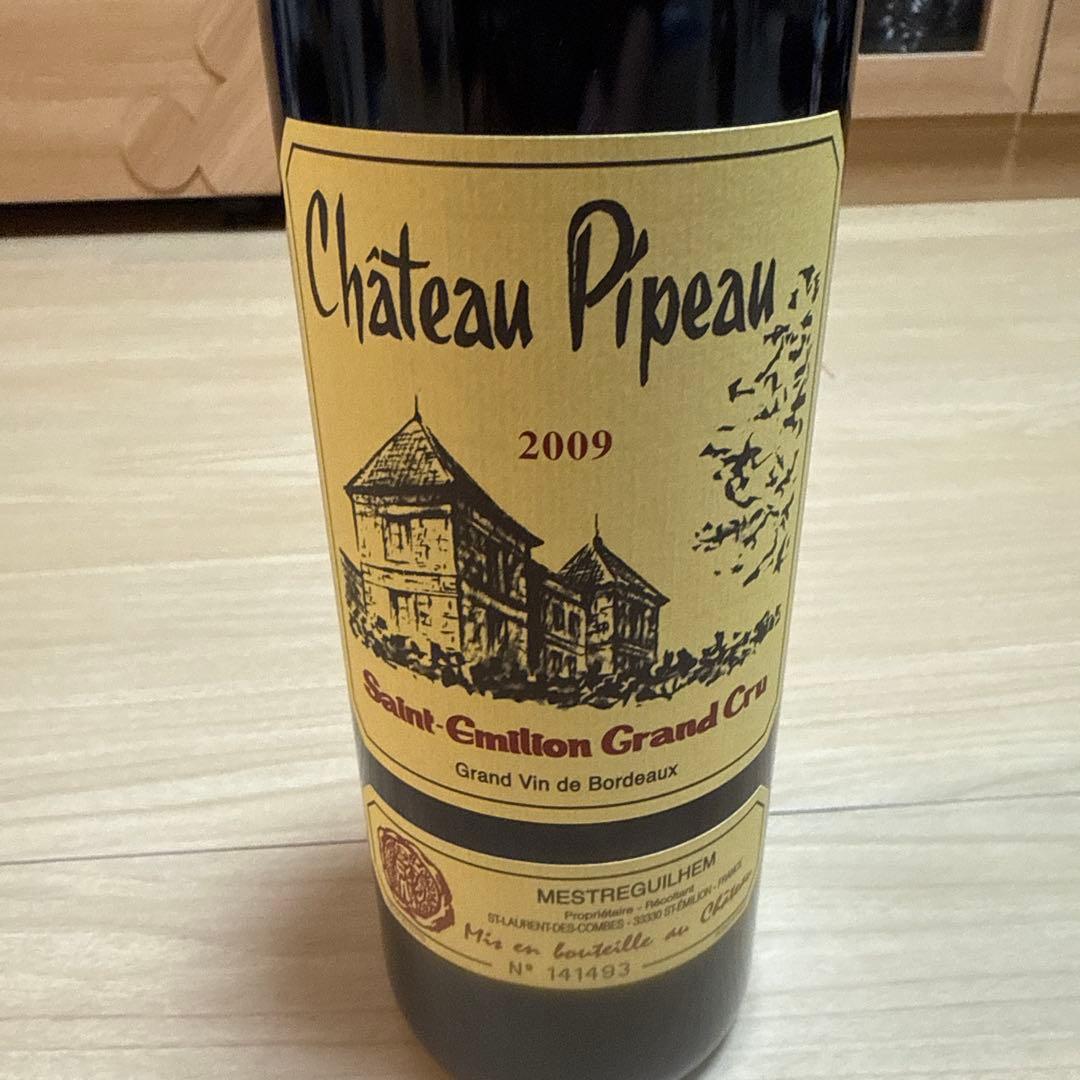 Château Pipeau
2009
Saint-Emilion Grand Cru
Grand Vin de Bordeaux
MESTREGUILHEM
Propriétaire - Récoltant
ST-LAURENT-DES-COMBES - 33330 ST-ÉMILION - FRANCE
Mis en bouteille au Château
N° 141493